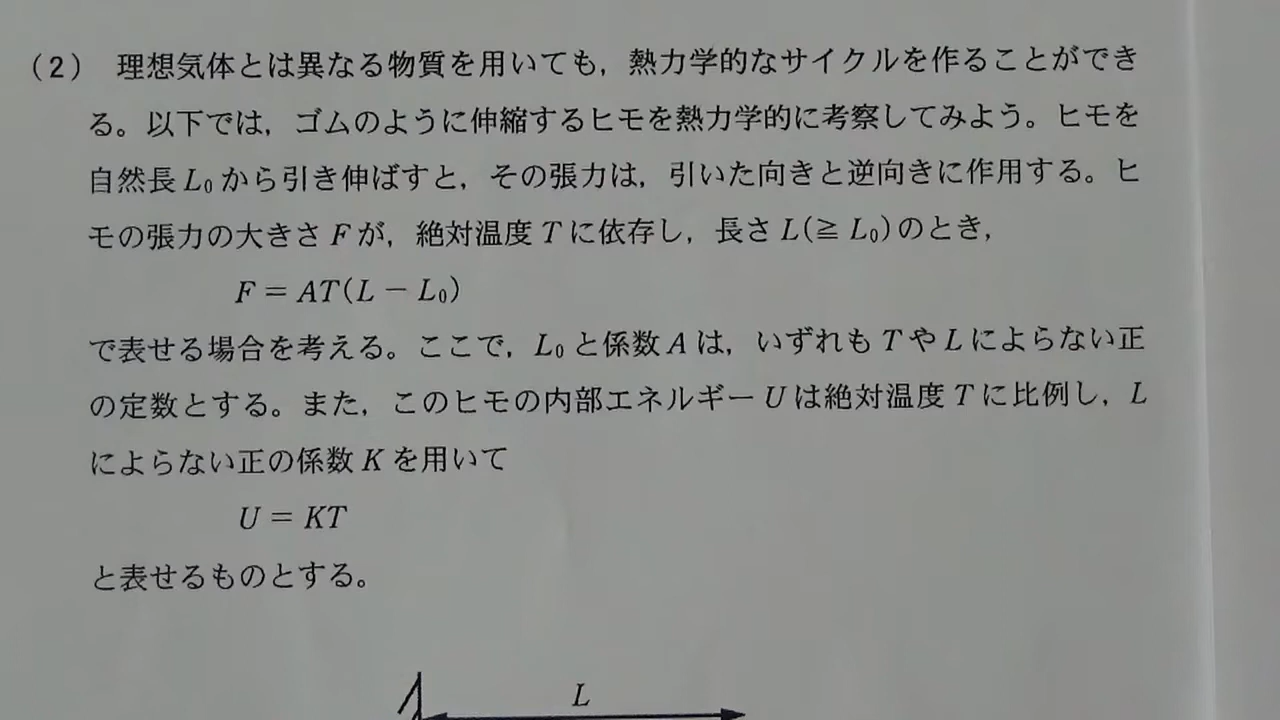 (2) 理想気体とは異なる物質を用いても，熱力学的なサイクルを作ることができ
る。以下では，ゴムのように伸縮するヒモを熱力学的に考察してみよう。ヒモを
自然長 L₀ から引き伸ばすと，その張力は，引いた向きと逆向きに作用する。ヒ
モの張力の大きさ F が，絶対温度 T に依存し，長さ L(≧ L₀)のとき，
F = AT(L − L₀)
で表せる場合を考える。ここで，L₀ と係数 A は，いずれも T や L によらない正
の定数とする。また，このヒモの内部エネルギー U は絶対温度 T に比例し，L
によらない正の係数 K を用いて
U = KT
と表せるものとする。
L